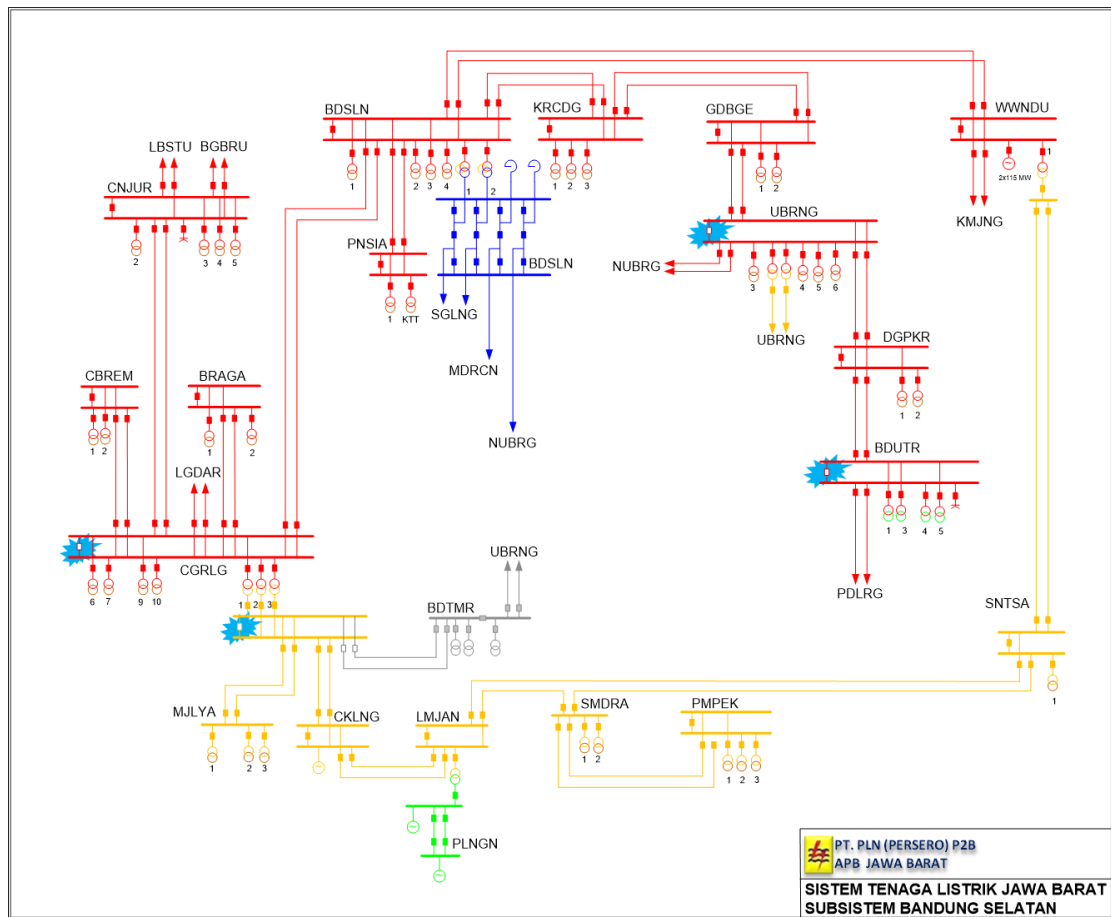 BDSLN
KRCDG
GDBGE
WWNDU
LBSTU BGBRU
CNJUR
1 2 3 4 1 2
1 2 3
1 2
2x115 MW
1
2 3 4 5
PNSIA
1 KTT
BDSLN
SGLNG
MDRCN
NUBRG
UBRNG
NUBRG
3 4 5 6
UBRNG
KMJNG
DGPKR
1 2
CBREM
BRAGA
1 2
1 2
LGDAR
BDUTR
1 3 4 5
PDLRG
CGRLG
6 7 9 10
1 2 3
UBRNG
BDTMR
SNTSA
1
MJLYA
1 2 3
CKLNG
LMJAN
SMDRA
1 2
PMPEK
1 2 3
PLNGN
PT. PLN (PERSERO) P2B
APB JAWA BARAT
SISTEM TENAGA LISTRIK JAWA BARAT
SUBSISTEM BANDUNG SELATAN